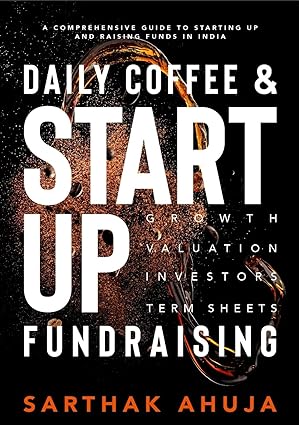 A COMPREHENSIVE GUIDE TO STARTING UP
AND RAISING FUNDS IN INDIA
DAILY COFFEE &
START
UP
GROWTH
VALUATION
INVESTORS
TERM SHEETS
FUNDRAISING
SARTHAK AHUJA